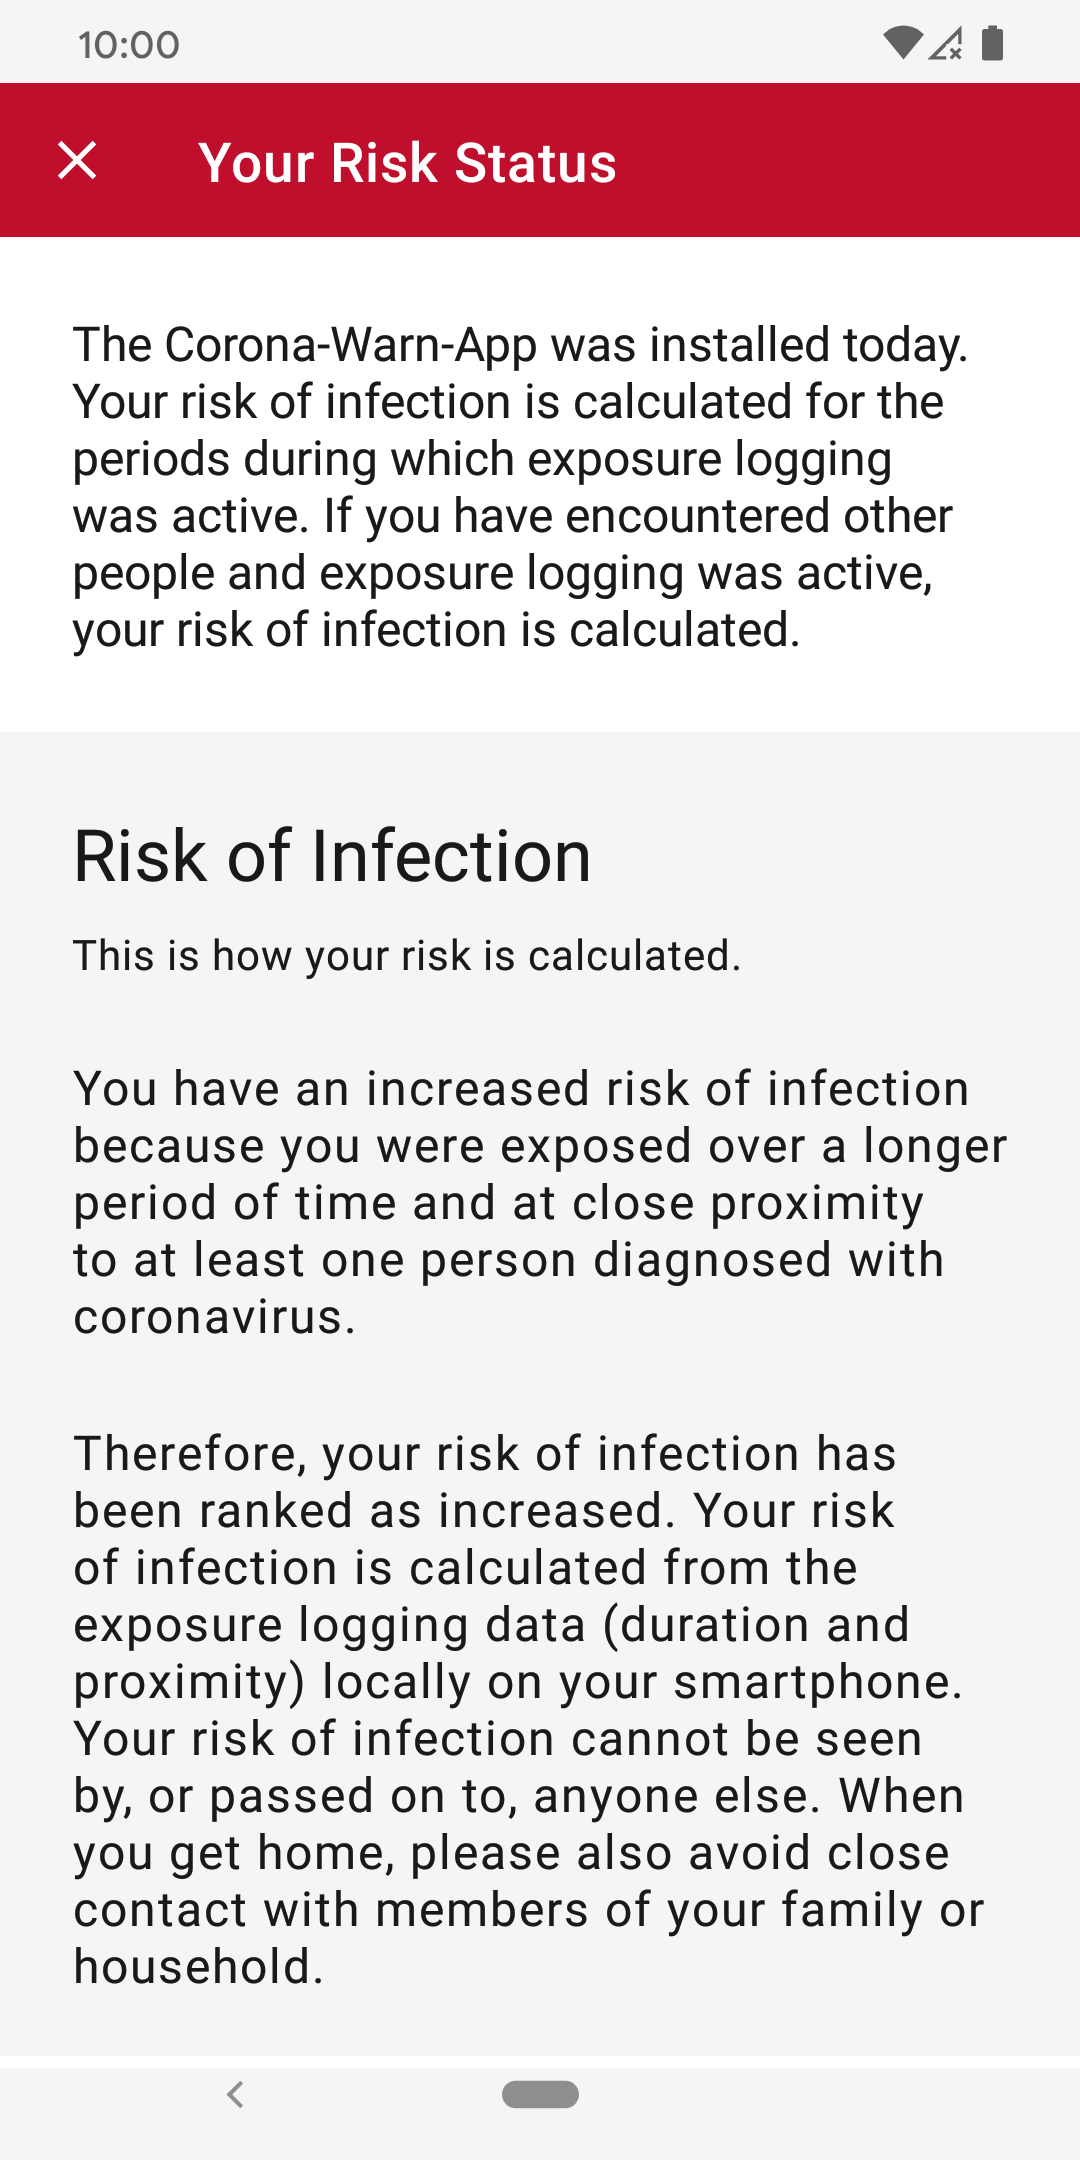 10:00
Your Risk Status
The Corona-Warn-App was installed today.
Your risk of infection is calculated for the
periods during which exposure logging
was active. If you have encountered other
people and exposure logging was active,
your risk of infection is calculated.
Risk of Infection
This is how your risk is calculated.
You have an increased risk of infection
because you were exposed over a longer
period of time and at close proximity
to at least one person diagnosed with
coronavirus.
Therefore, your risk of infection has
been ranked as increased. Your risk
of infection is calculated from the
exposure logging data (duration and
proximity) locally on your smartphone.
Your risk of infection cannot be seen
by, or passed on to, anyone else. When
you get home, please also avoid close
contact with members of your family or
household.